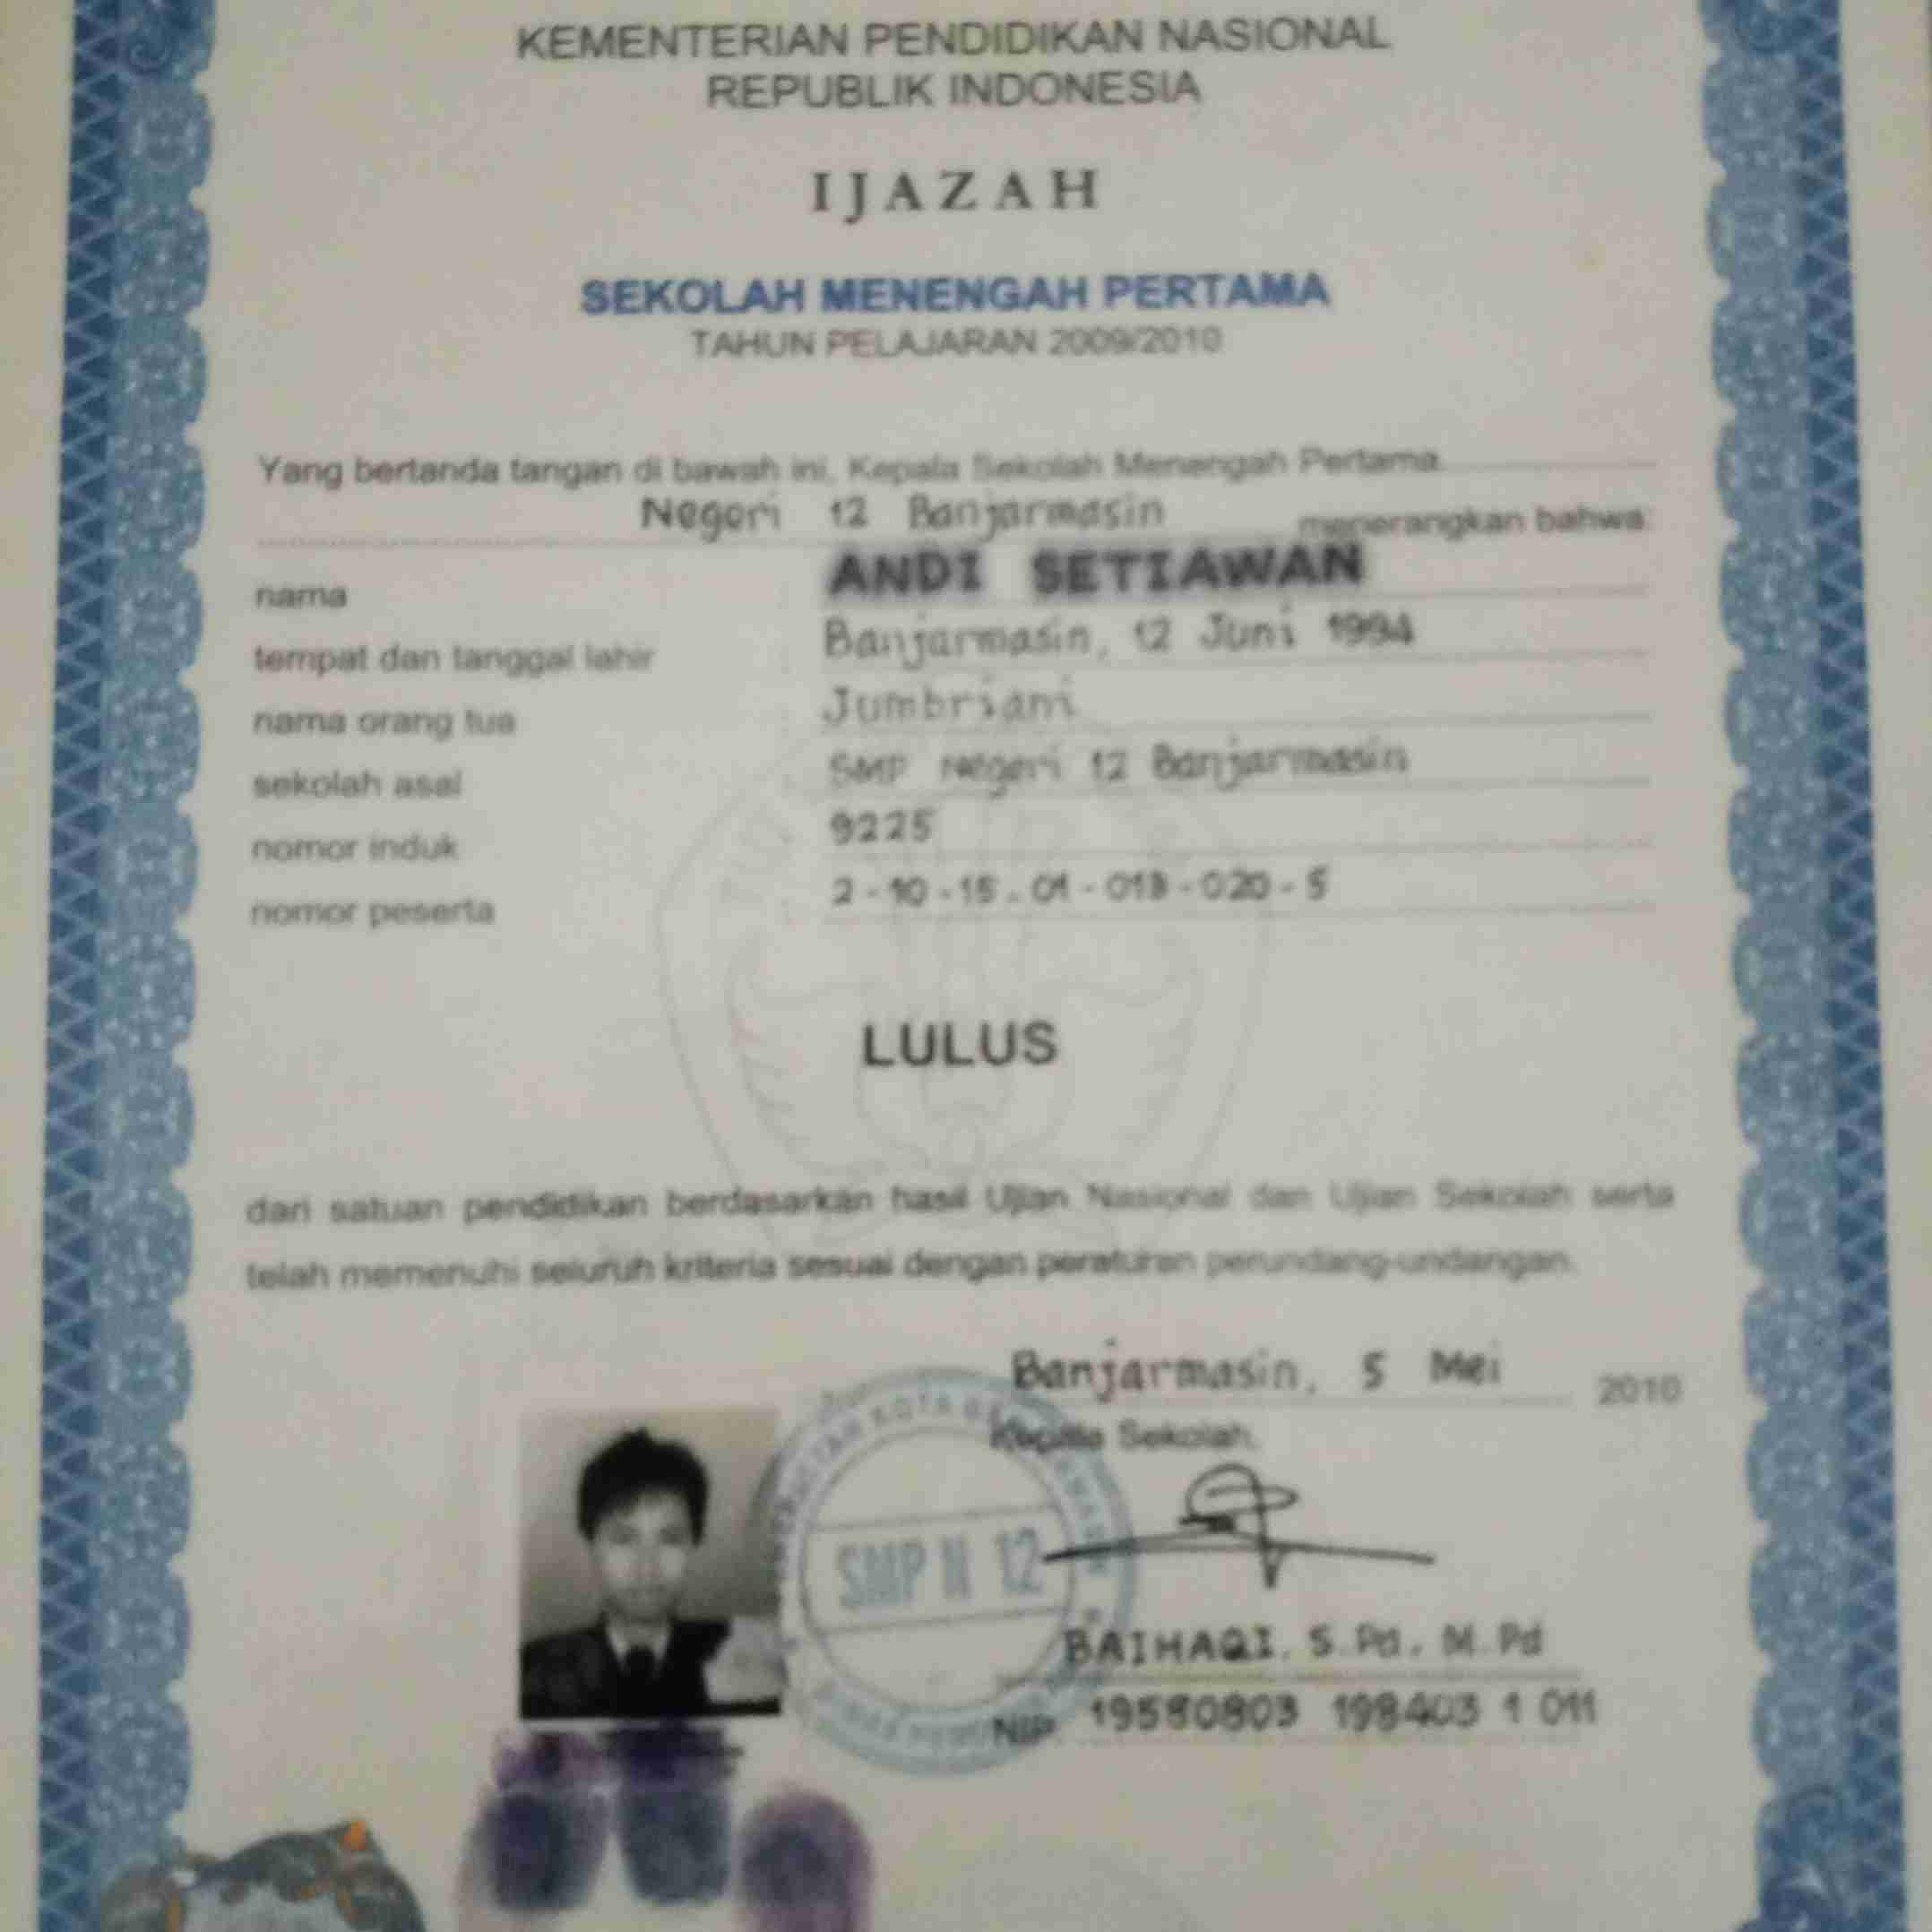 KEMENTERIAN PENDIDIKAN NASIONAL
REPUBLIK INDONESIA
IJAZAH
SEKOLAH MENENGAH PERTAMA
TAHUN PELAJARAN 2009/2010
Yang bertanda tangan di bawah ini, Kepala Sekolah Menengah Pertama
Negeri 12 Banjarmasin menerangkan bahwa:
nama : ANDI SETIAWAN
tempat dan tanggal lahir : Banjarmasin, 12 Juni 1994
nama orang tua : Jumbriani
sekolah asal : SMP Negeri 12 Banjarmasin
nomor induk : 9225
nomor peserta : 2 - 10 - 15 - 01 - 013 - 020 - 5
LULUS
dari satuan pendidikan berdasarkan hasil Ujian Nasional dan Ujian Sekolah serta
telah memenuhi seluruh kriteria sesuai dengan peraturan perundang-undangan.
Banjarmasin, 5 Mei 2010
Kepala Sekolah,
SMP N 12
BAIHAQI, S.Pd, M.Pd
NIP. 19580803 198403 1 011